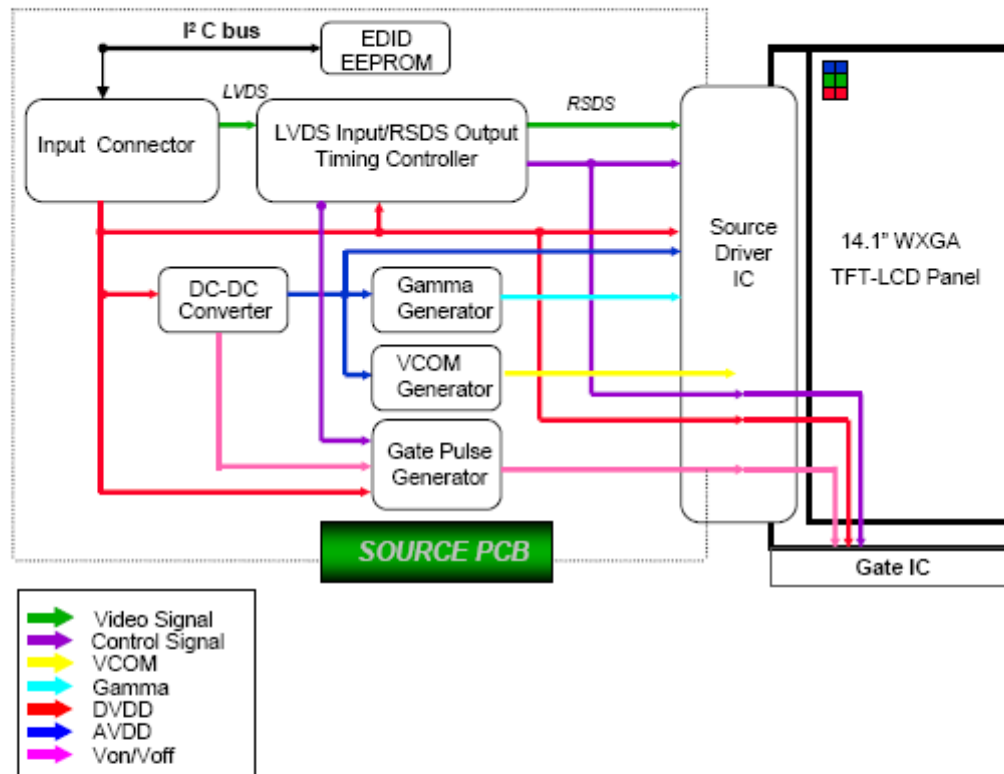 I² C bus
EDID
EEPROM
LVDS
RSDS
Input Connector
LVDS Input/RSDS Output
Timing Controller
Source
Driver
IC
14.1” WXGA
TFT-LCD Panel
DC-DC
Converter
Gamma
Generator
VCOM
Generator
Gate Pulse
Generator
SOURCE PCB
Gate IC
Video Signal
Control Signal
VCOM
Gamma
DVDD
AVDD
Von/Voff